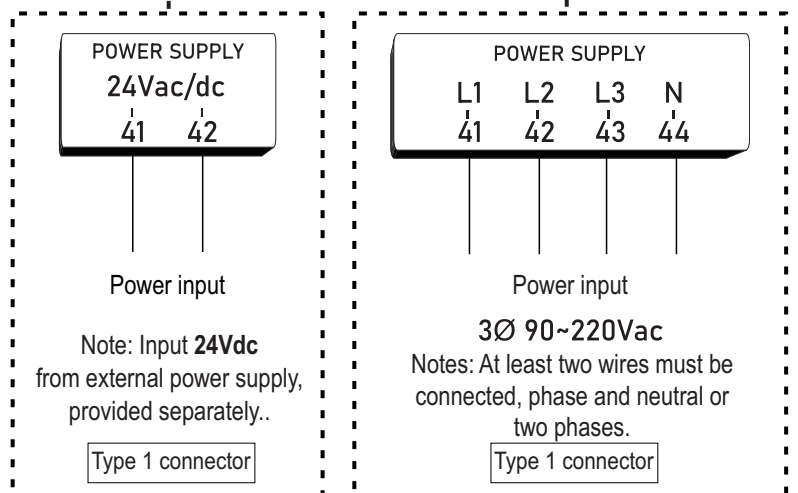 POWER SUPPLY
24Vac/dc
41 42
Power input
Note: Input 24Vdc
from external power supply,
provided separately..
Type 1 connector
POWER SUPPLY
L1 L2 L3 N
41 42 43 44
Power input
3Ø 90~220Vac
Notes: At least two wires must be
connected, phase and neutral or
two phases.
Type 1 connector